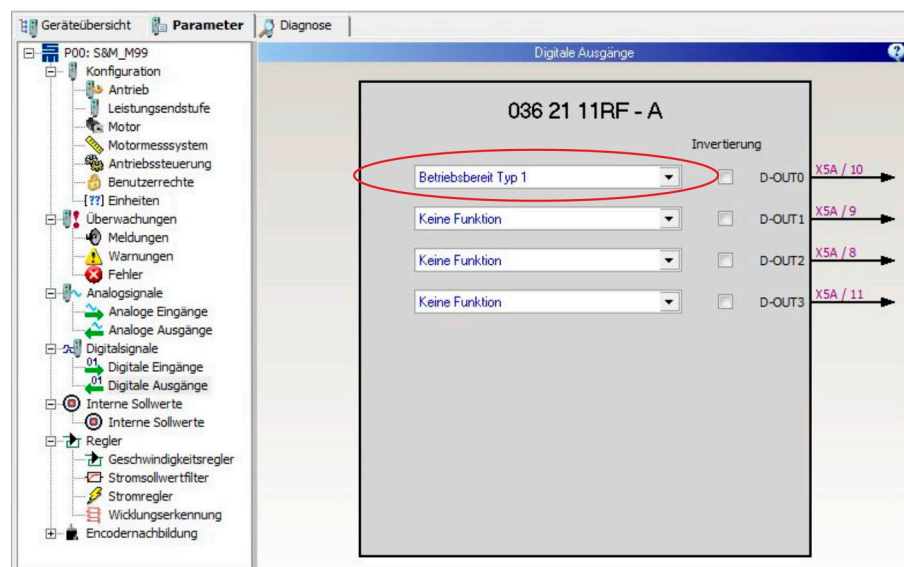 Geräteübersicht Parameter Diagnose
P00: S&M_M99
Konfiguration
Antrieb
Leistungsendstufe
Motor
Motormesssystem
Antriebssteuerung
Benutzerrechte
[??] Einheiten
Überwachungen
Meldungen
Warnungen
Fehler
Analogsignale
Analoge Eingänge
Analoge Ausgänge
Digitalsignale
01 Digitale Eingänge
01 Digitale Ausgänge
Interne Sollwerte
Interne Sollwerte
Regler
Geschwindigkeitsregler
Stromsollwertfilter
Stromregler
Wicklungserkennung
Encodernachbildung
Digitale Ausgänge ?
036 21 11RF - A
Invertierung
Betriebsbereit Typ 1 D-OUT0 X5A / 10
Keine Funktion D-OUT1 X5A / 9
Keine Funktion D-OUT2 X5A / 8
Keine Funktion D-OUT3 X5A / 11